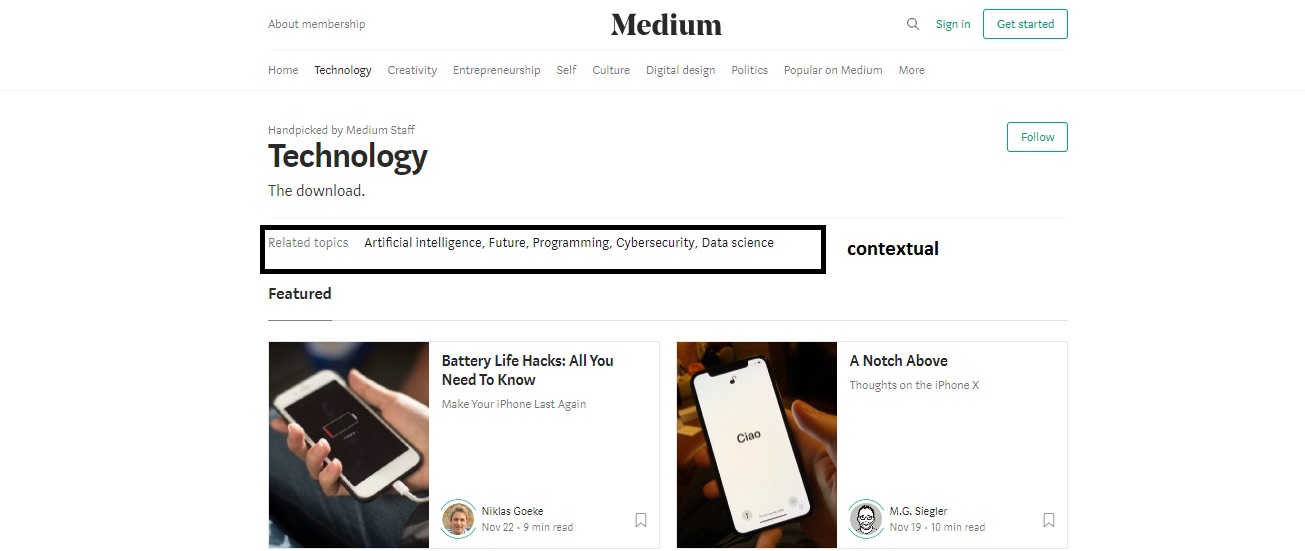 About membership
Medium
Sign in
Get started
Home Technology Creativity Entrepreneurship Self Culture Digital design Politics Popular on Medium More
Handpicked by Medium Staff
Technology
Follow
The download.
Related topics Artificial intelligence, Future, Programming, Cybersecurity, Data science
contextual
Featured
Battery Life Hacks: All You
Need To Know
Make Your iPhone Last Again
Niklas Goeke
Nov 22 · 9 min read
Ciao
A Notch Above
Thoughts on the iPhone X
M.G. Siegler
Nov 19 · 10 min read